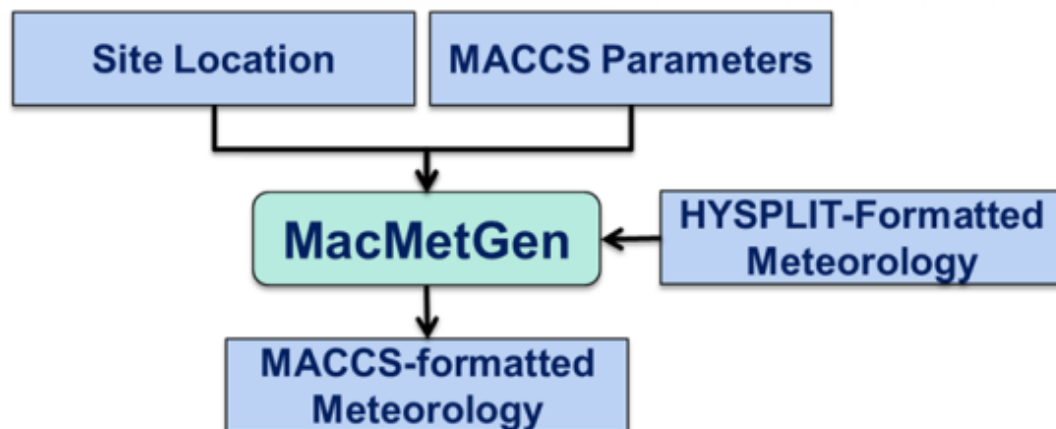 Site Location
MACCS Parameters
MacMetGen
HYSPLIT-Formatted
Meteorology
MACCS-formatted
Meteorology